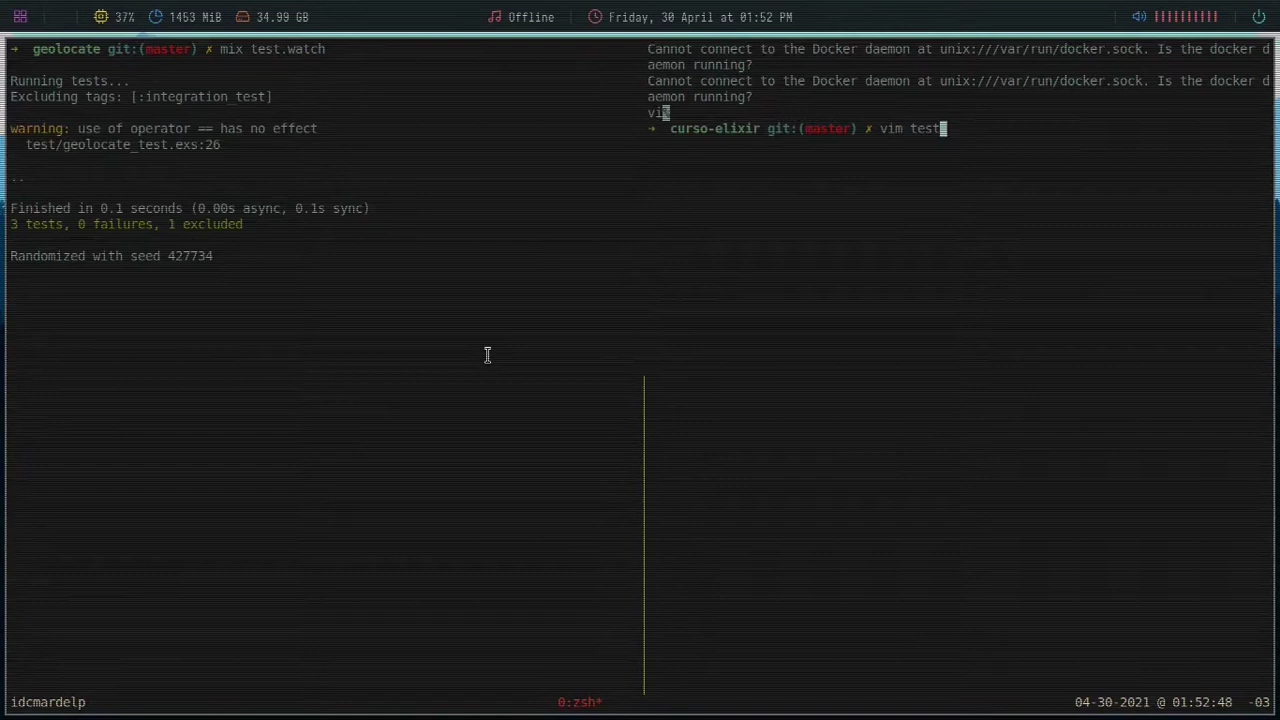 37% 1453 MiB 34.99 GB Offline Friday, 30 April at 01:52 PM
→ geolocate git:(master) ✗ mix test.watch
Running tests...
Excluding tags: [:integration_test]
warning: use of operator == has no effect
test/geolocate_test.exs:26
..
Finished in 0.1 seconds (0.00s async, 0.1s sync)
3 tests, 0 failures, 1 excluded
Randomized with seed 427734
Cannot connect to the Docker daemon at unix:///var/run/docker.sock. Is the docker d
aemon running?
Cannot connect to the Docker daemon at unix:///var/run/docker.sock. Is the docker d
aemon running?
vi%
→ curso-elixir git:(master) ✗ vim test
idcmardelp 0:zsh* 04-30-2021 @ 01:52:48 -03